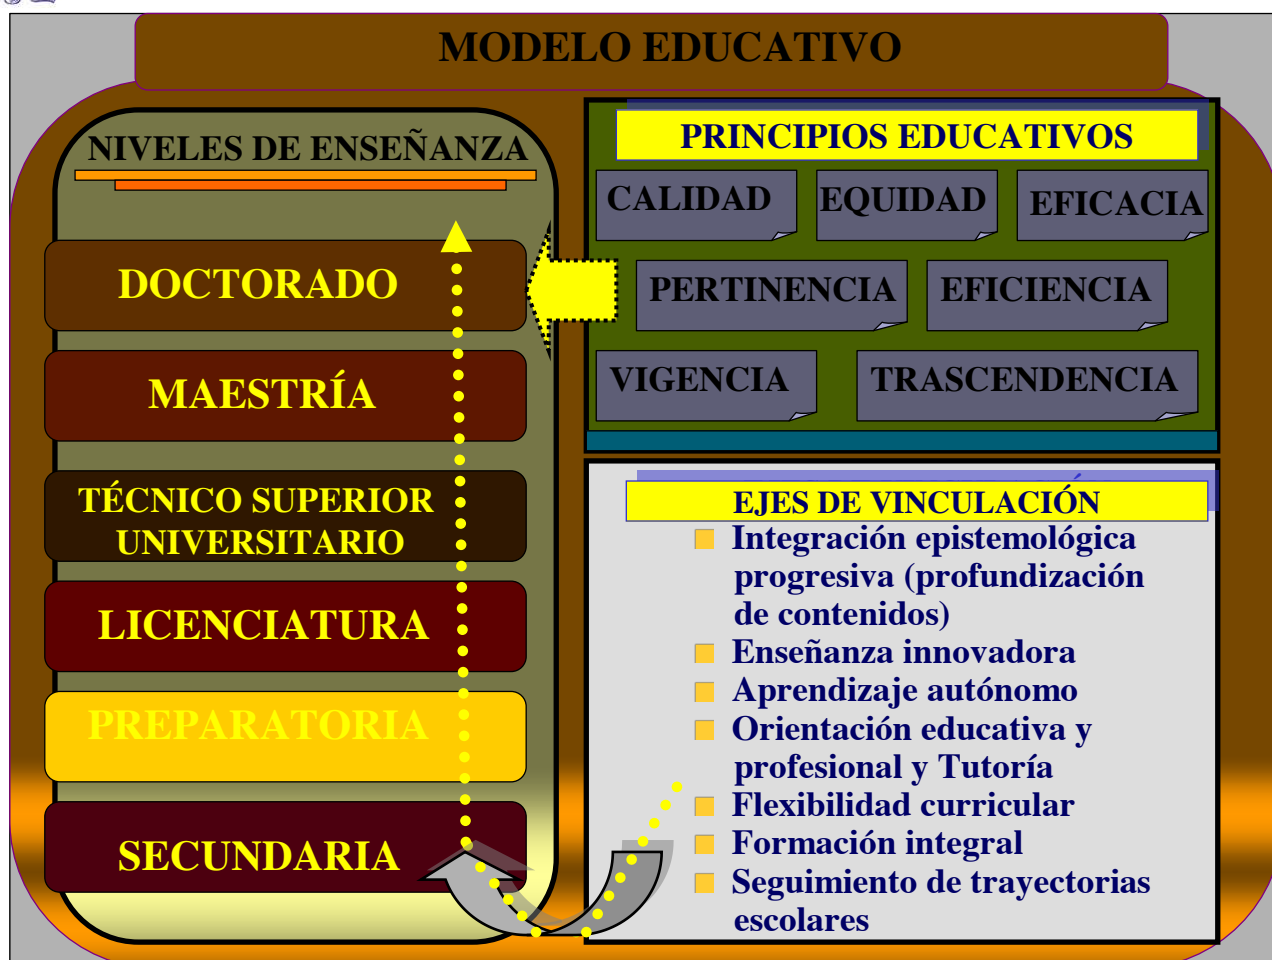 MODELO EDUCATIVO
NIVELES DE ENSEÑANZA
DOCTORADO
MAESTRÍA
TÉCNICO SUPERIOR
UNIVERSITARIO
LICENCIATURA
PREPARATORIA
SECUNDARIA
PRINCIPIOS EDUCATIVOS
CALIDAD
EQUIDAD
EFICACIA
PERTINENCIA
EFICIENCIA
VIGENCIA
TRASCENDENCIA
EJES DE VINCULACIÓN
Integración epistemológica
progresiva (profundización
de contenidos)
Enseñanza innovadora
Aprendizaje autónomo
Orientación educativa y
profesional y Tutoría
Flexibilidad curricular
Formación integral
Seguimiento de trayectorias
escolares